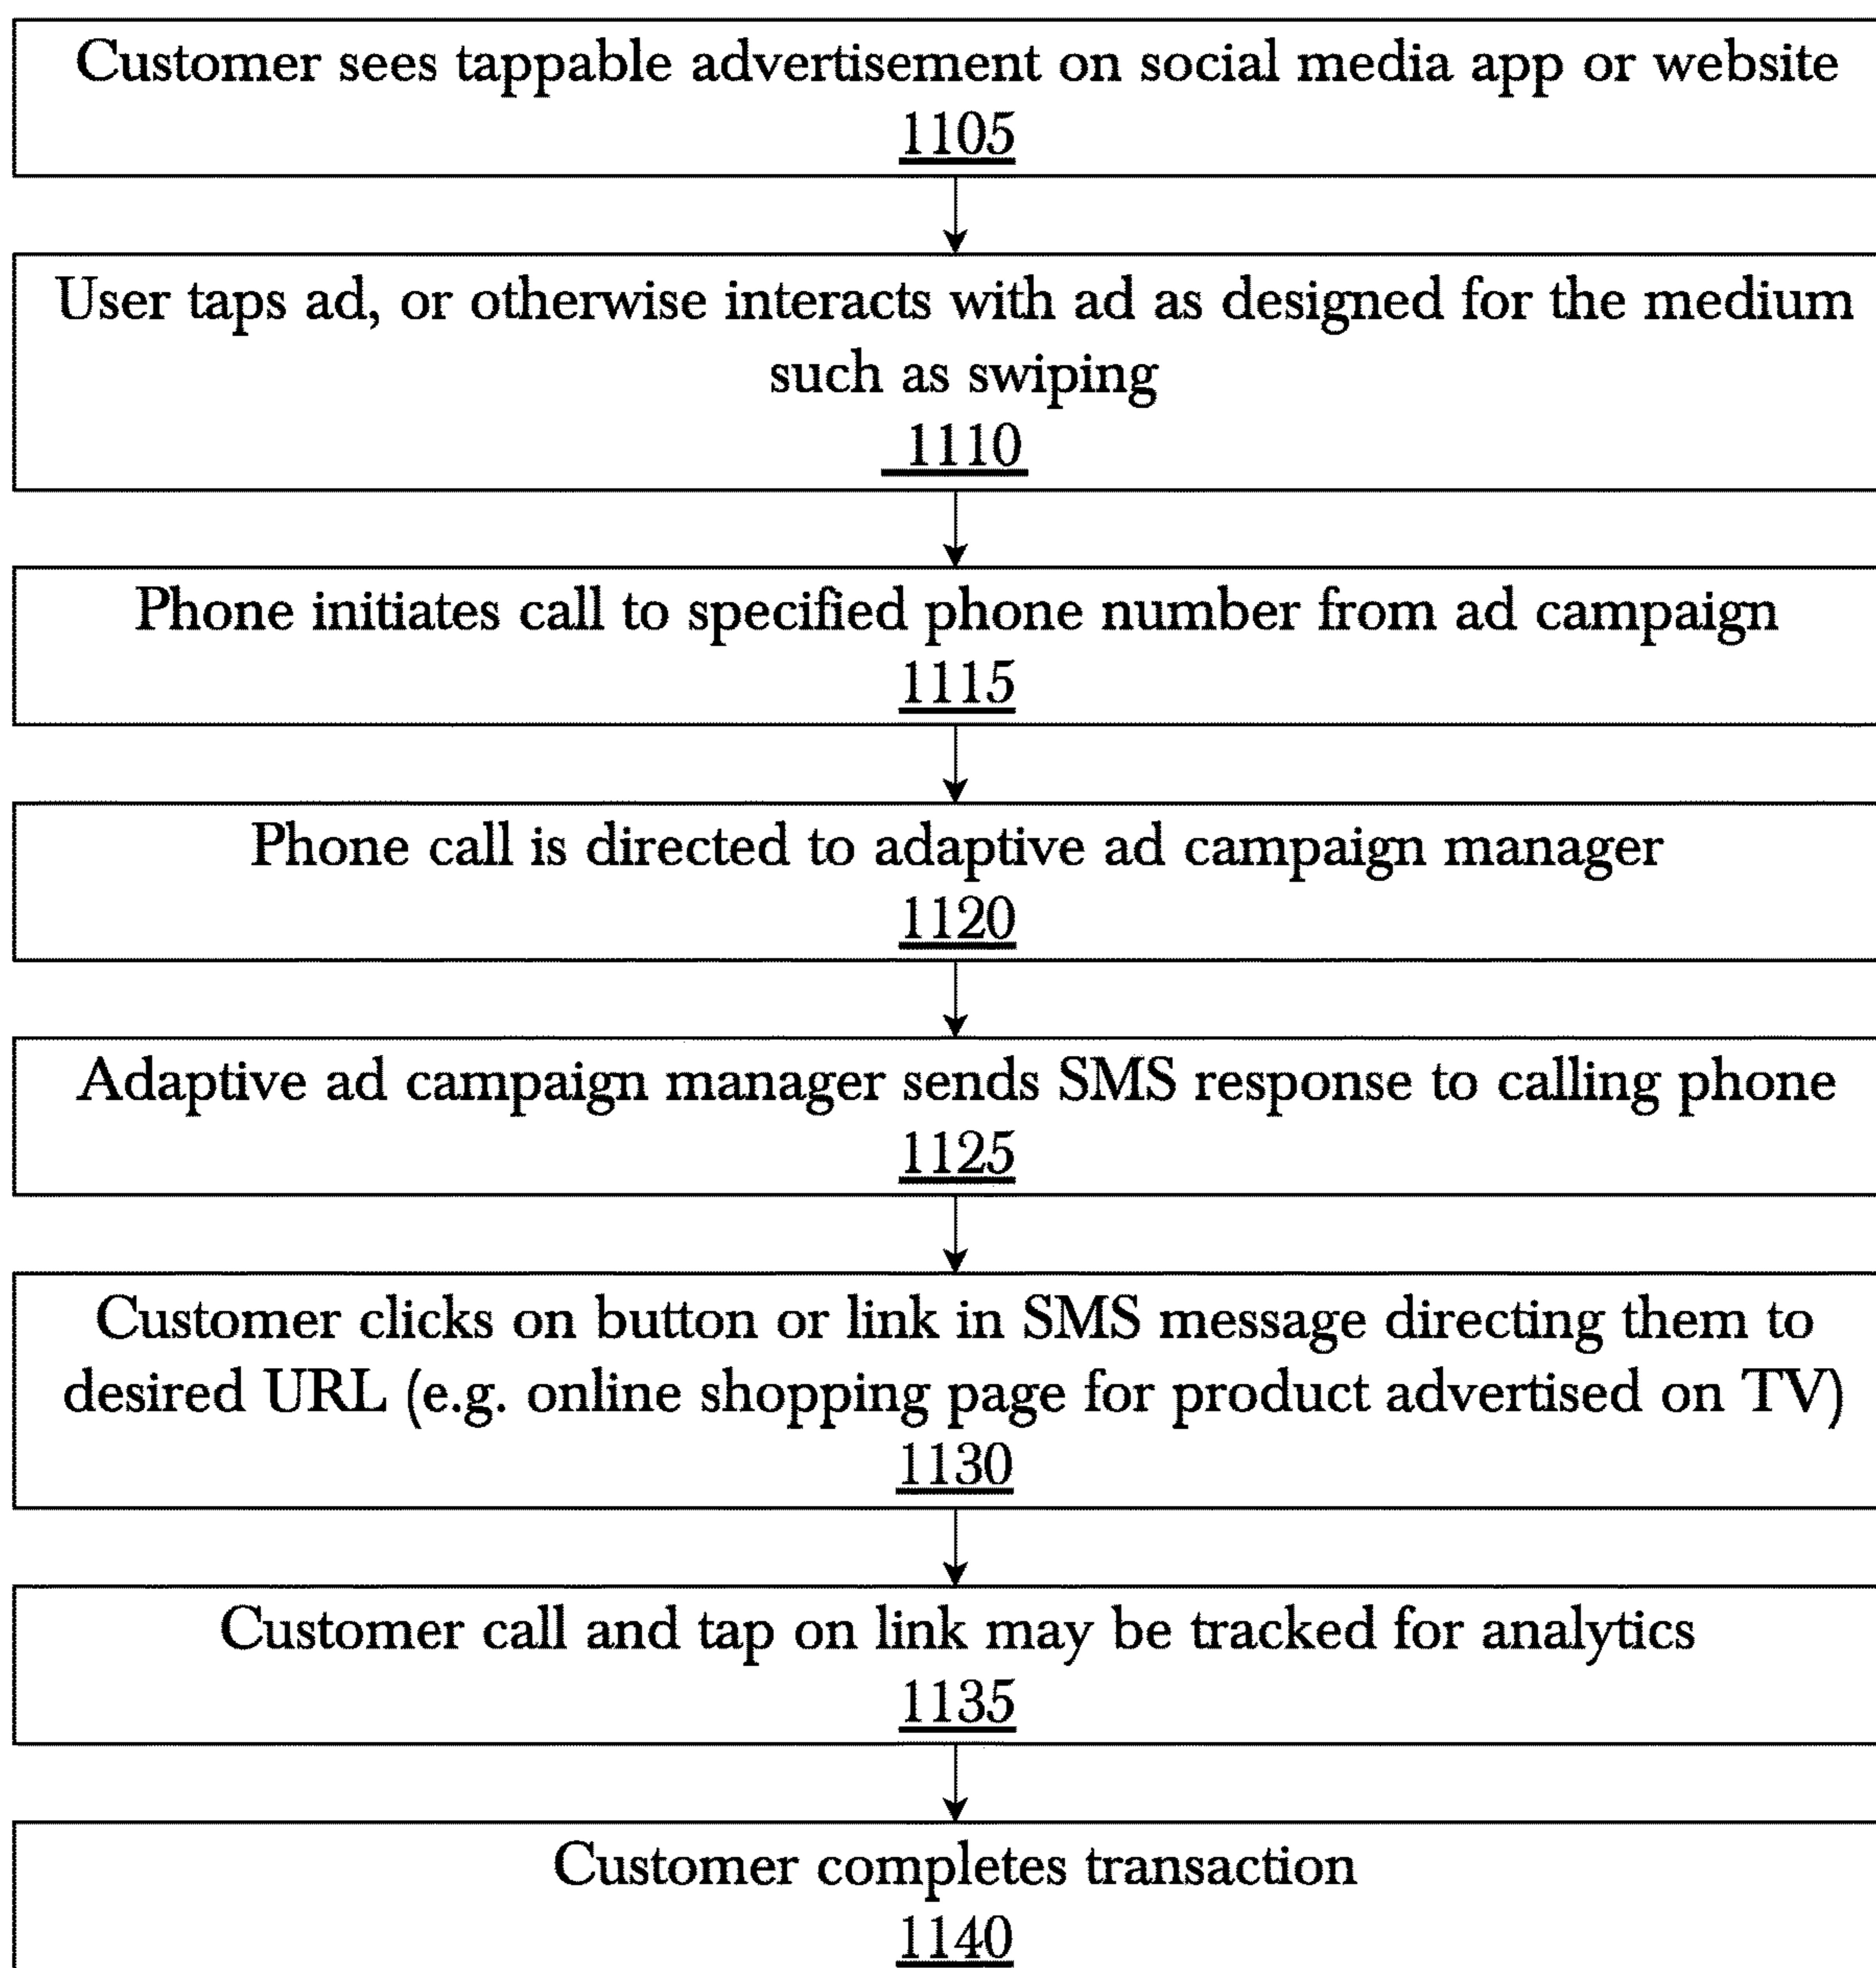 Customer sees tappable advertisement on social media app or website
1105
User taps ad, or otherwise interacts with ad as designed for the medium
such as swiping
1110
Phone initiates call to specified phone number from ad campaign
1115
Phone call is directed to adaptive ad campaign manager
1120
Adaptive ad campaign manager sends SMS response to calling phone
1125
Customer clicks on button or link in SMS message directing them to
desired URL (e.g. online shopping page for product advertised on TV)
1130
Customer call and tap on link may be tracked for analytics
1135
Customer completes transaction
1140